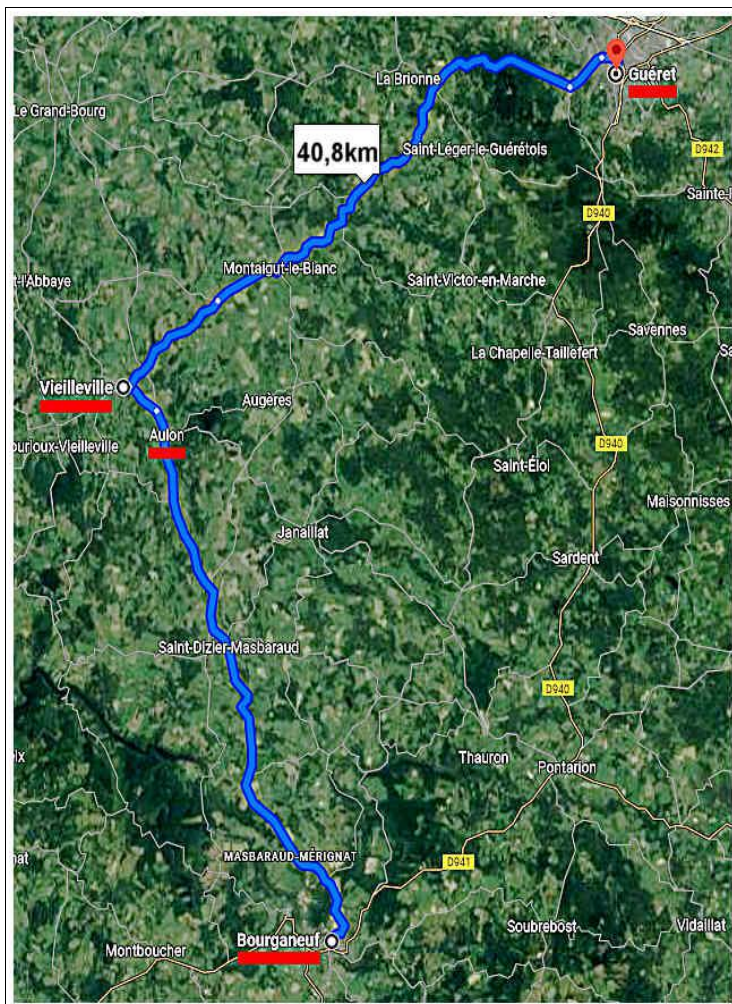 La Brionne
Guéret
Le Grand-Bourg
40,8km
Saint-Léger-le-Guérétois
D942
D940
Montaigut-le-Blanc
Saint-Victor-en-Marche
t-l'Abbaye
Savennes
La Chapelle-Taillefert
Vieilleville
Augères
Aulon
ourioux-Vieilleville
D940
Saint-Éloi
Maisonnisses
Janaillat
Sardent
Saint-Dizier-Masbaraud
D940
Thauron
Pontarion
MASBARAUD-MÉRIGNAT
D941
Bourganeuf
Soubrebost
Vidaillat
Montboucher